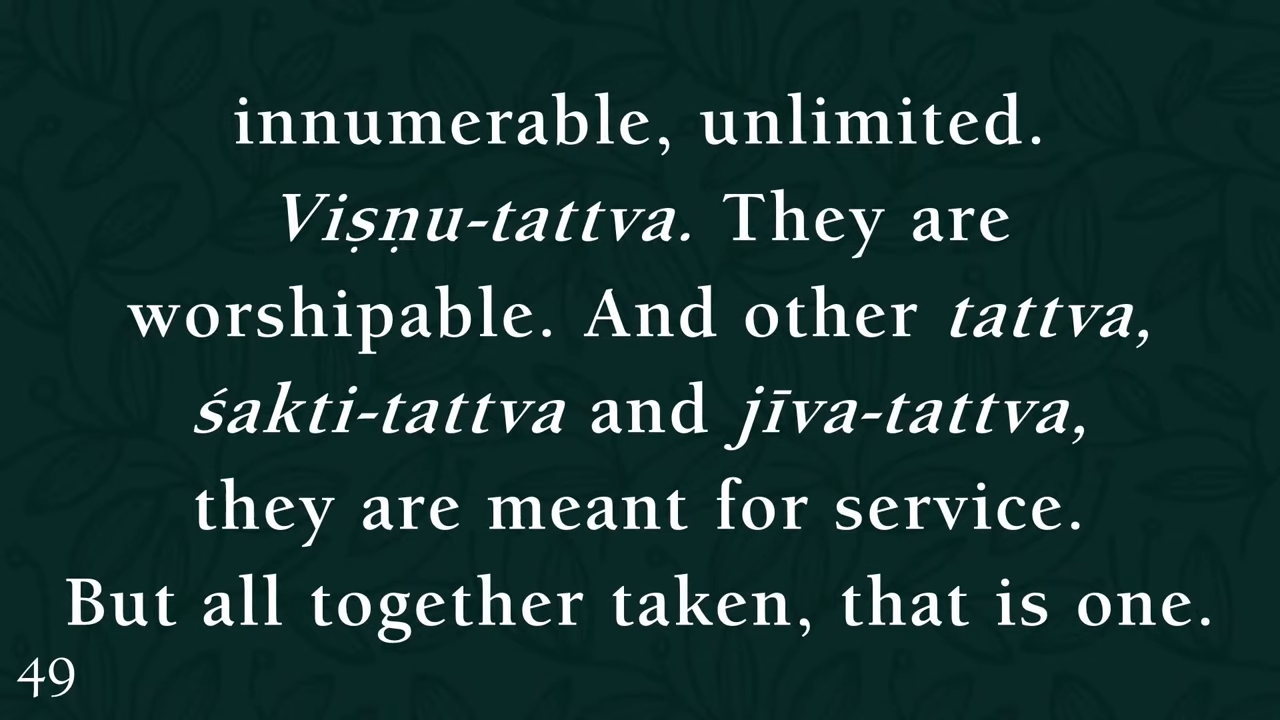 innumerable, unlimited.
Viṣṇu-tattva. They are
worshipable. And other tattva,
śakti-tattva and jīva-tattva,
they are meant for service.
But all together taken, that is one.
49